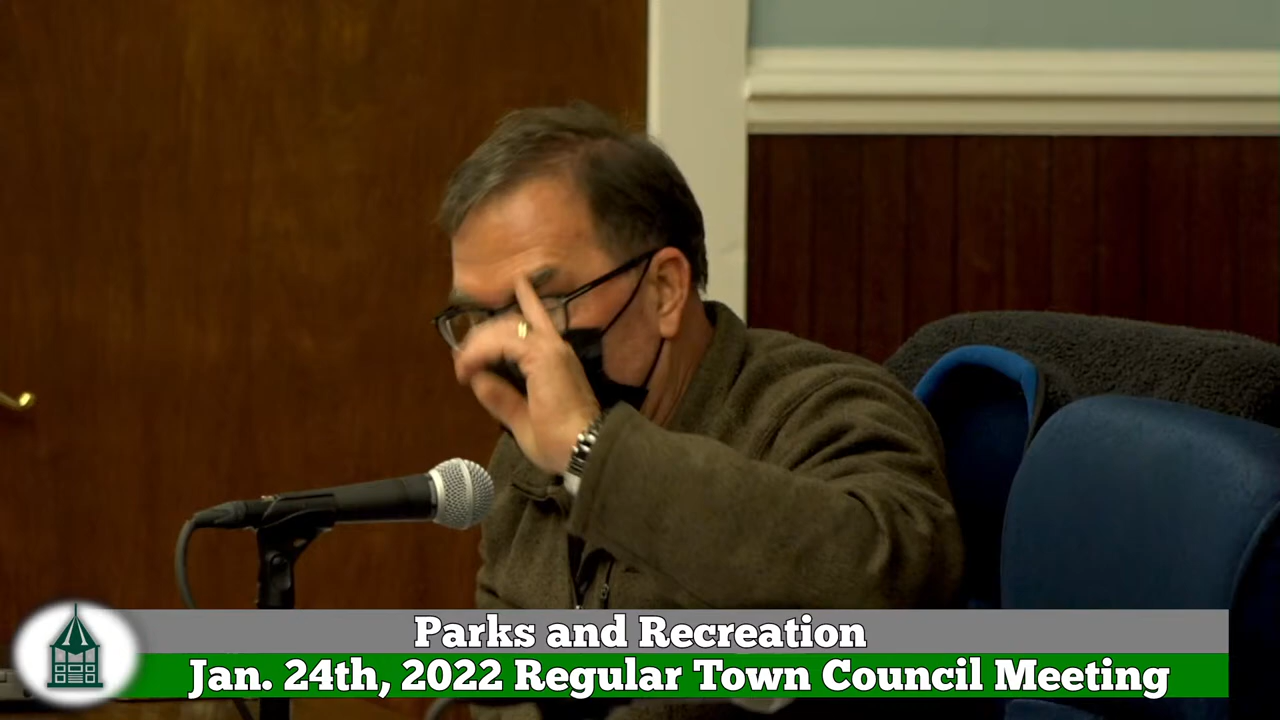 Parks and Recreation
Jan. 24th, 2022 Regular Town Council Meeting